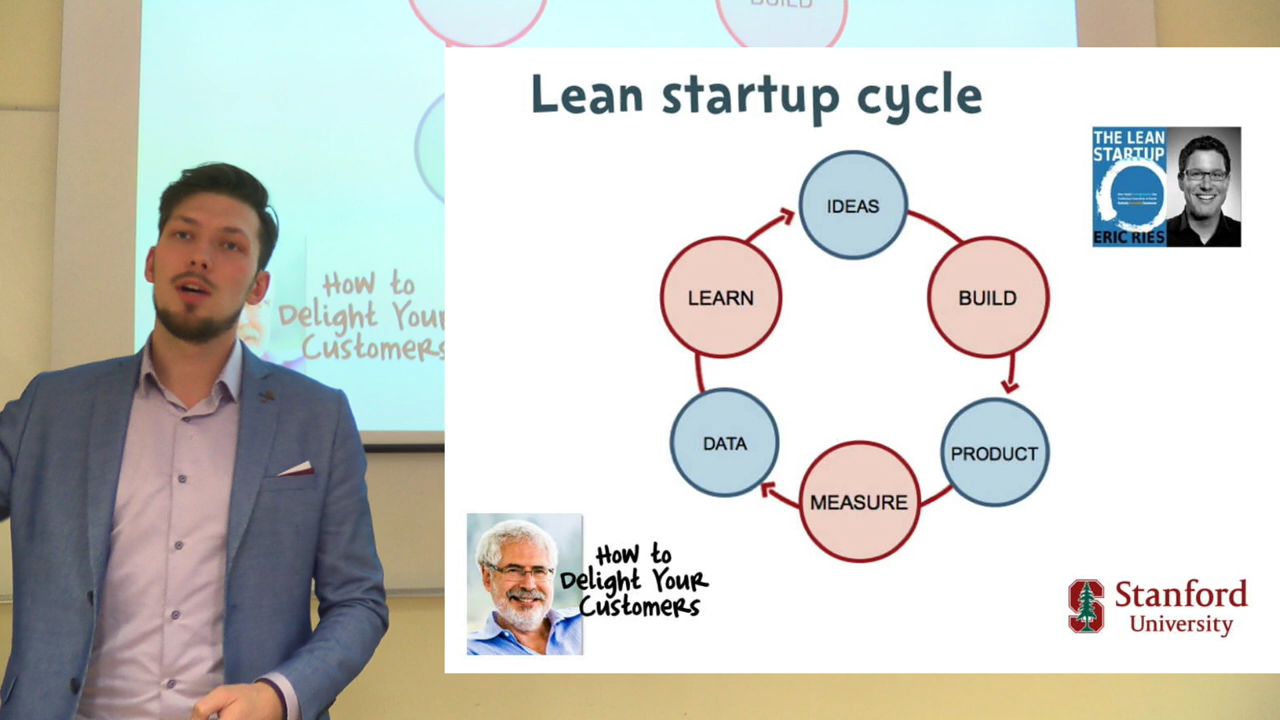 BUILD
How to
Delight Your
Customers
Lean startup cycle
THE LEAN
STARTUP
ERIC RIES
IDEAS
LEARN
BUILD
DATA
PRODUCT
MEASURE
How to
Delight Your
Customers
Stanford
University